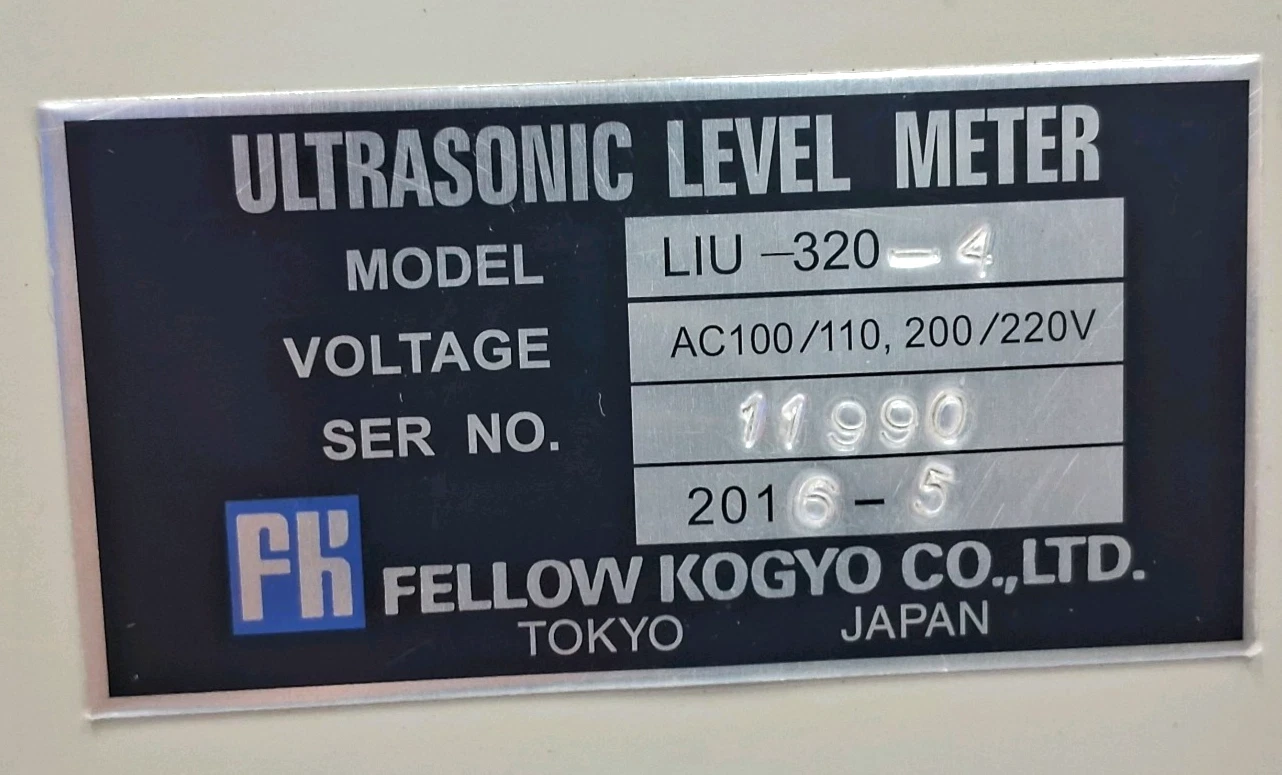 ULTRASONIC LEVEL METER
MODEL LIU-320-4
VOLTAGE AC100/110, 200/220V
SER NO. 11990
2016-5
FK FELLOW KOGYO CO.,LTD.
TOKYO JAPAN